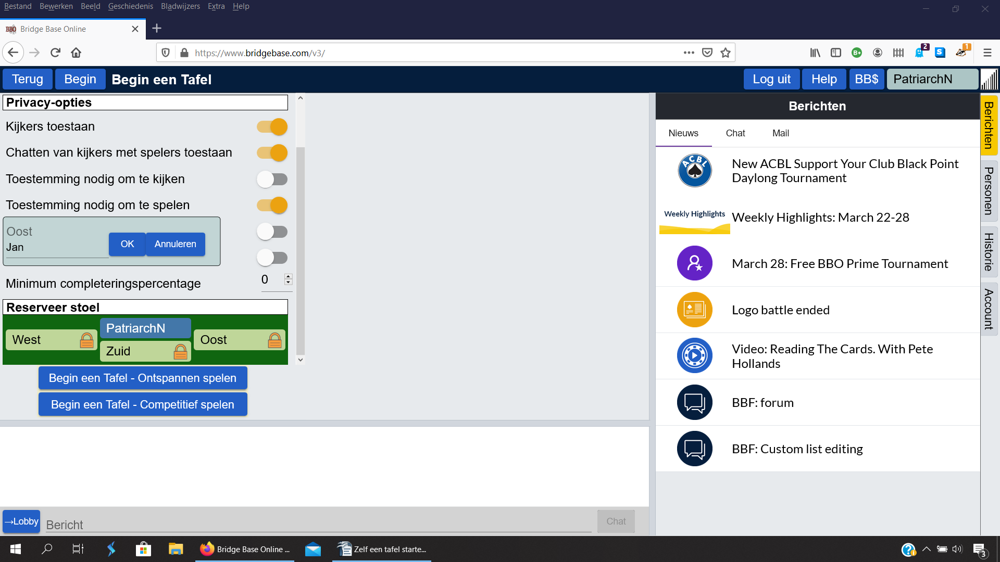 Bestand Bewerken Beeld Geschiedenis Bladwijzers Extra Help
BBO Bridge Base Online
https://www.bridgebase.com/v3/
B+
2
S
1
Terug Begin Begin een Tafel
Log uit Help BB$ PatriarchN
Privacy-opties
Kijkers toestaan
Chatten van kijkers met spelers toestaan
Toestemming nodig om te kijken
Toestemming nodig om te spelen
Oost
Jan
OK Annuleren
Minimum completeringspercentage 0
Reserveer stoel
PatriarchN
West
Oost
Zuid
Begin een Tafel - Ontspannen spelen
Begin een Tafel - Competitief spelen
→Lobby Bericht Chat
Berichten
Nieuws Chat Mail
ACBL
New ACBL Support Your Club Black Point
Daylong Tournament
Weekly Highlights
Weekly Highlights: March 22-28
March 28: Free BBO Prime Tournament
Logo battle ended
Video: Reading The Cards. With Pete
Hollands
BBF: forum
BBF: Custom list editing
Berichten
Personen
Historie
Account
Bridge Base Online ...
Zelf een tafel starte...
3